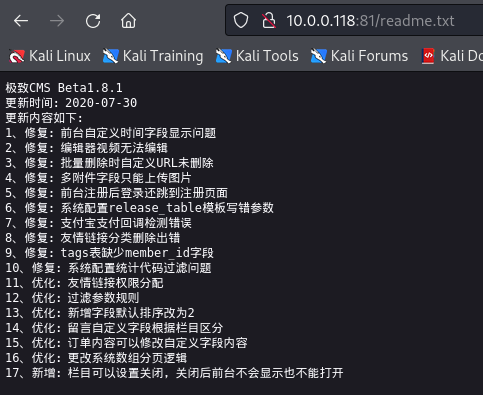 10.0.0.118:81/readme.txt
Kali Linux Kali Training Kali Tools Kali Forums Kali Do
极致CMS Beta1.8.1
更新时间: 2020-07-30
更新内容如下:
1、修复: 前台自定义时间字段显示问题
2、修复: 编辑器视频无法编辑
3、修复: 批量删除时自定义URL未删除
4、修复: 多附件字段只能上传图片
5、修复: 前台注册后登录还跳到注册页面
6、修复: 系统配置release_table模板写错参数
7、修复: 支付宝支付回调检测错误
8、修复: 友情链接分类删除出错
9、修复: tags表缺少member_id字段
10、修复: 系统配置统计代码过滤问题
11、优化: 友情链接权限分配
12、优化: 过滤参数规则
13、优化: 新增字段默认排序改为2
14、优化: 留言自定义字段根据栏目区分
15、优化: 订单内容可以修改自定义字段内容
16、优化: 更改系统数组分页逻辑
17、新增: 栏目可以设置关闭，关闭后前台不会显示也不能打开